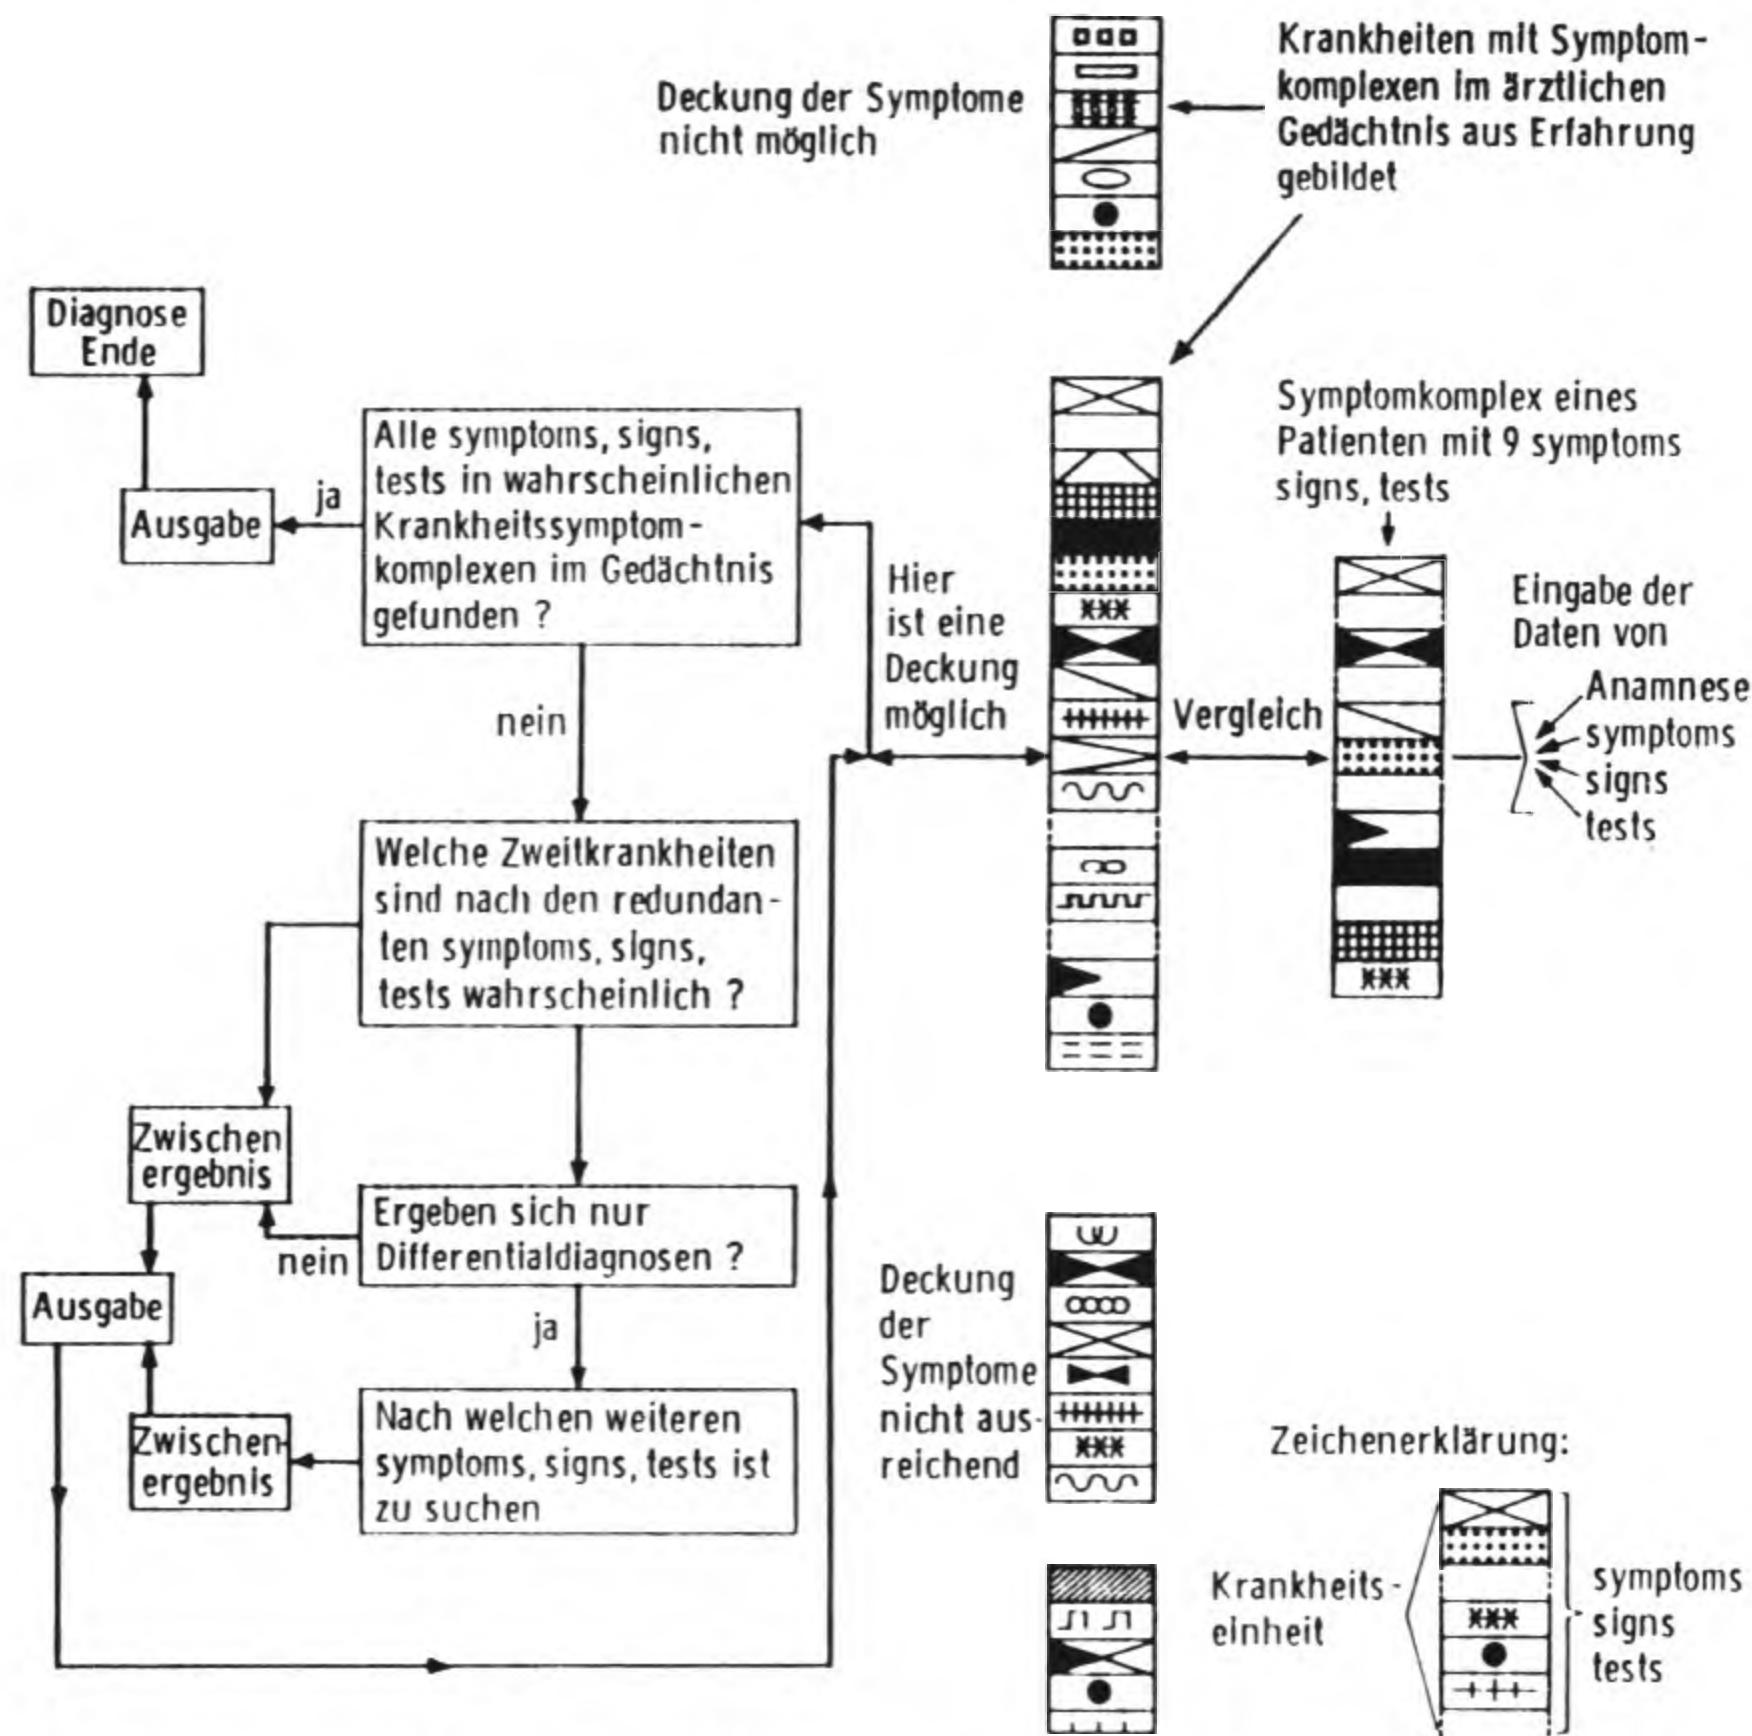 Deckung der Symptome
nicht möglich
Krankheiten mit Symptom-
komplexen im ärztlichen
Gedächtnis aus Erfahrung
gebildet
Diagnose
Ende
Alle symptoms, signs,
tests in wahrscheinlichen
Krankheitssymptom-
komplexen im Gedächtnis
gefunden ?
ja
Ausgabe
nein
Hier
ist eine
Deckung
möglich
Vergleich
Symptomkomplex eines
Patienten mit 9 symptoms
signs, tests
Eingabe der
Daten von
Anamnese
symptoms
signs
tests
Welche Zweitkrankheiten
sind nach den redundan-
ten symptoms, signs,
tests wahrscheinlich ?
Zwischen
ergebnis
nein
Ergeben sich nur
Differentialdiagnosen ?
Ausgabe
ja
Zwischen-
ergebnis
Nach welchen weiteren
symptoms, signs, tests ist
zu suchen
Deckung
der
Symptome
nicht aus-
reichend
Zeichenerklärung:
Krankheits-
einheit
symptoms
signs
tests